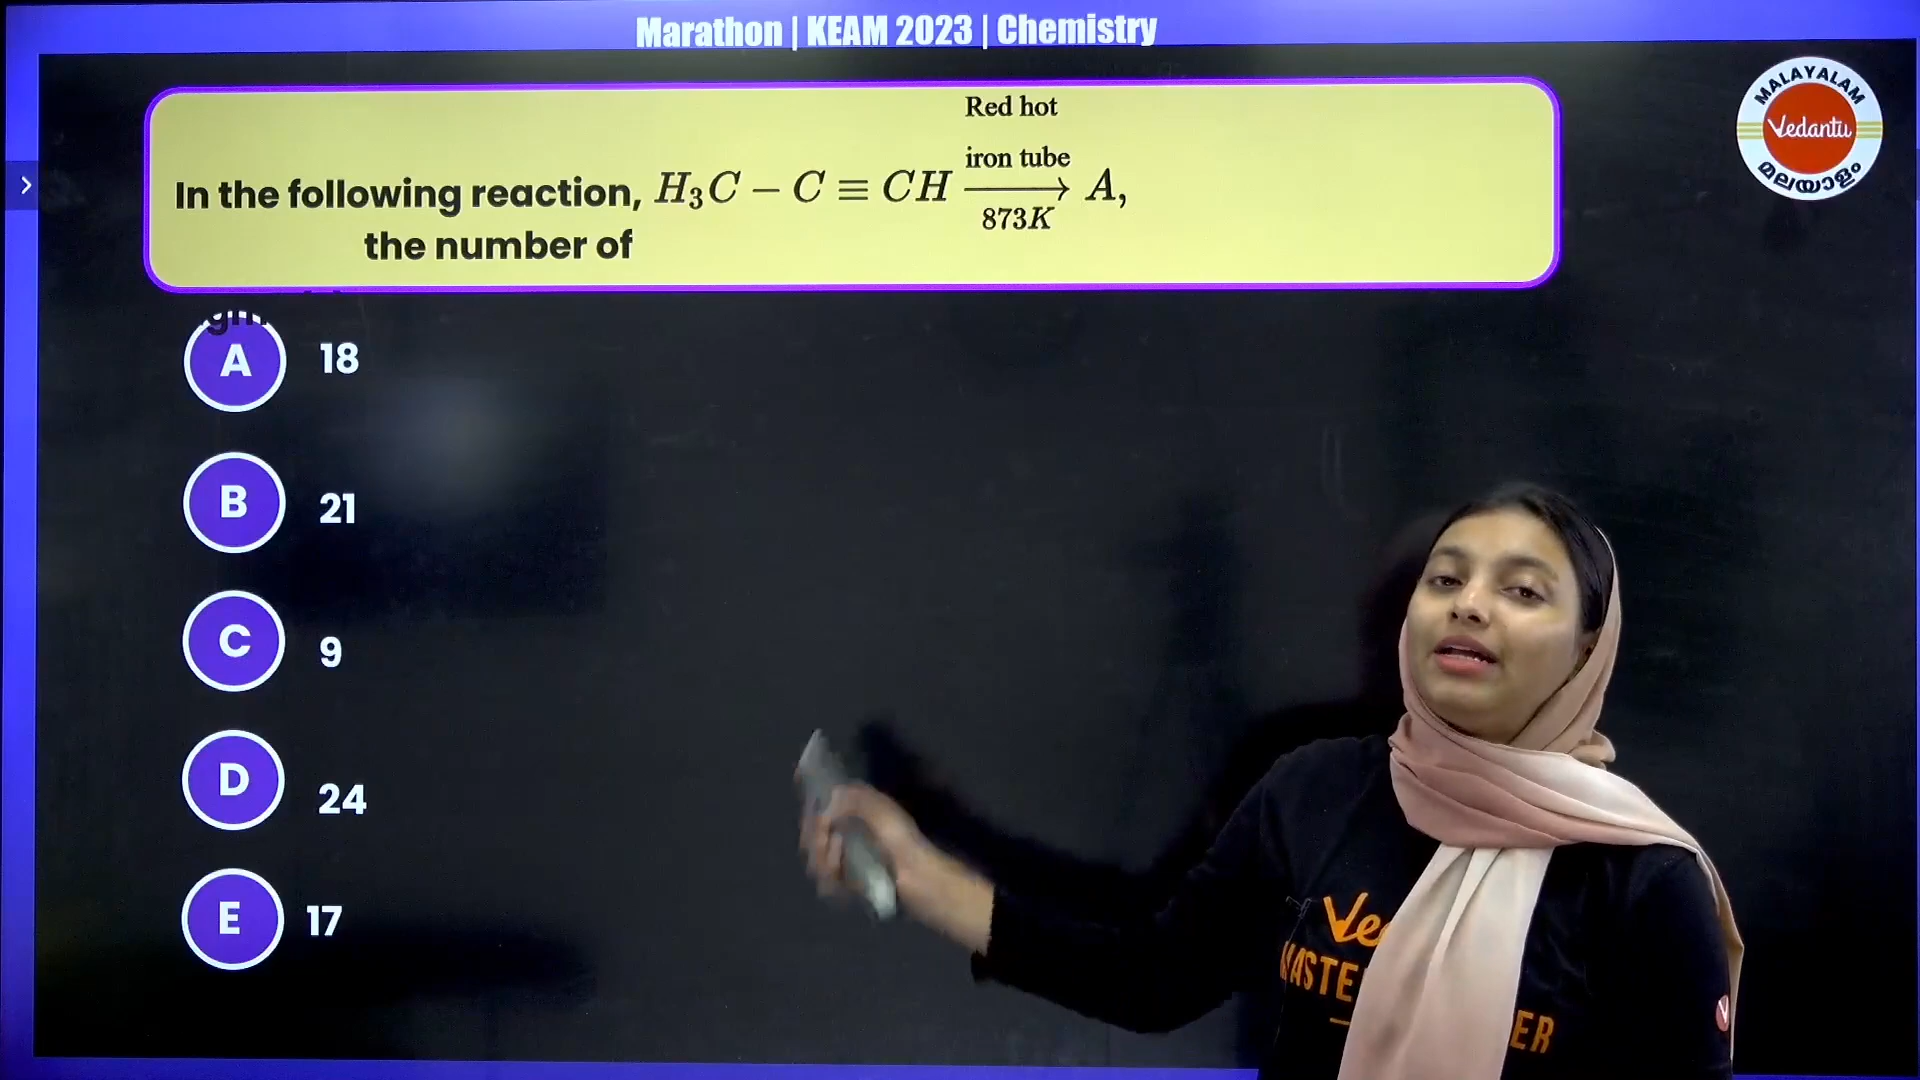 Marathon | KEAM 2023 | Chemistry
MALAYALAM
Vedantu
മലയാളം
Red hot
iron tube
In the following reaction, H₃C − C ≡ CH ⟶ A,
873K
the number of
A 18
B 21
C 9
D 24
E 17